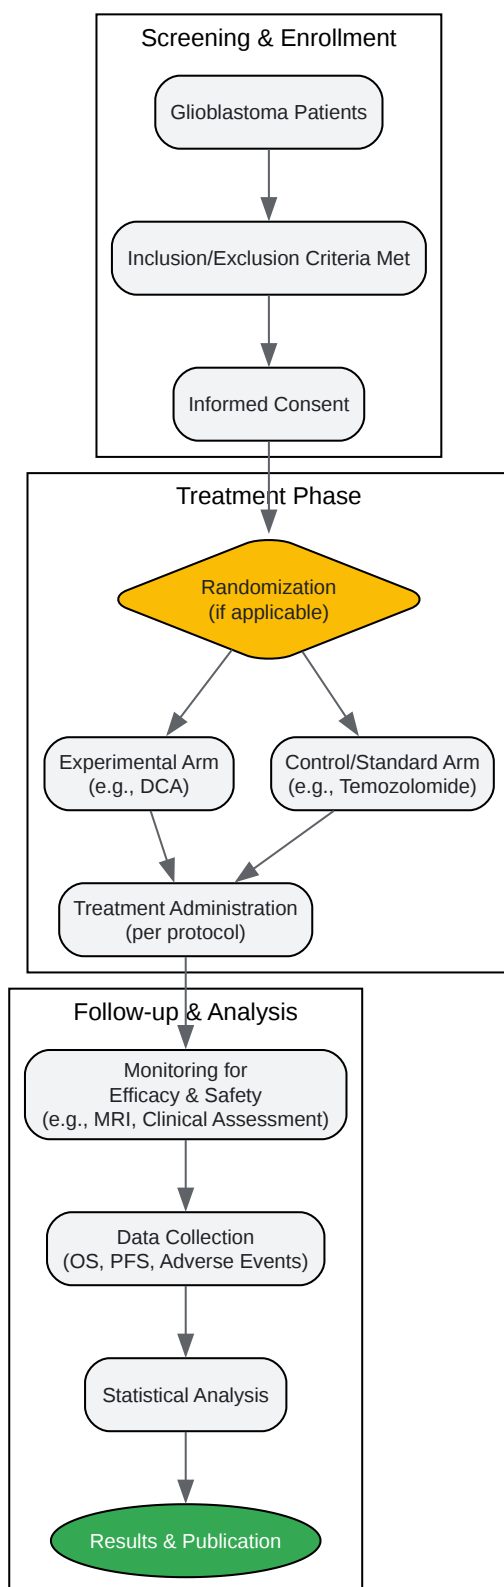 Screening & Enrollment
Glioblastoma Patients
Inclusion/Exclusion Criteria Met
Informed Consent
Treatment Phase
Randomization
(if applicable)
Experimental Arm
(e.g., DCA)
Control/Standard Arm
(e.g., Temozolomide)
Treatment Administration
(per protocol)
Follow-up & Analysis
Monitoring for
Efficacy & Safety
(e.g., MRI, Clinical Assessment)
Data Collection
(OS, PFS, Adverse Events)
Statistical Analysis
Results & Publication